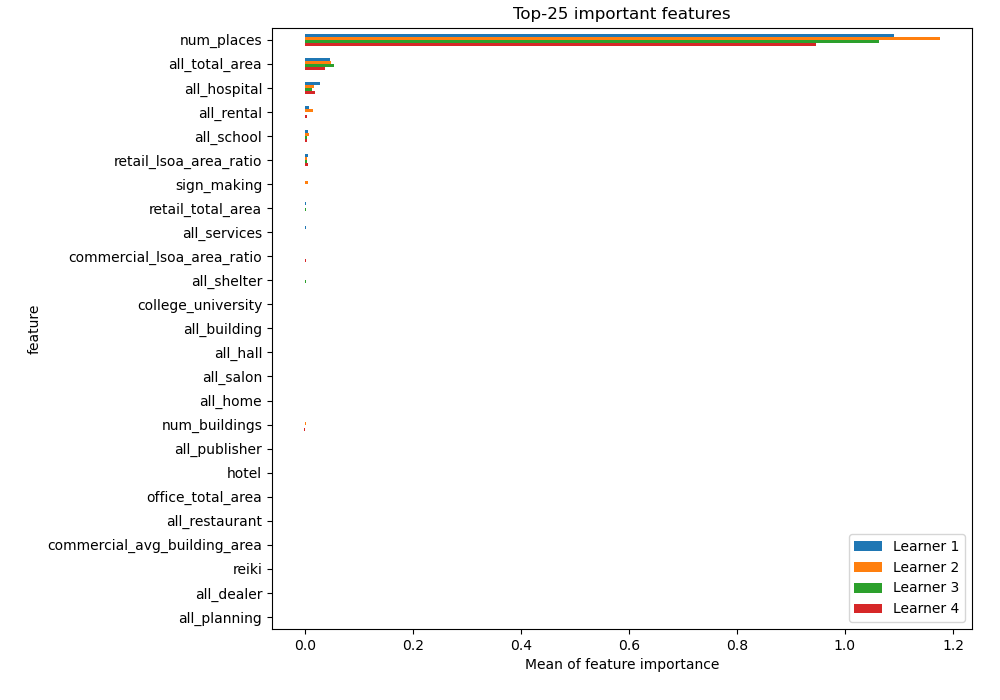 Top-25 important features
num_places
all_total_area
all_hospital
all_rental
all_school
retail_lsoa_area_ratio
sign_making
retail_total_area
all_services
commercial_lsoa_area_ratio
all_shelter
college_university
all_building
all_hall
all_salon
all_home
num_buildings
all_publisher
hotel
office_total_area
all_restaurant
commercial_avg_building_area
reiki
all_dealer
all_planning
feature
Learner 1
Learner 2
Learner 3
Learner 4
0.0 0.2 0.4 0.6 0.8 1.0 1.2
Mean of feature importance